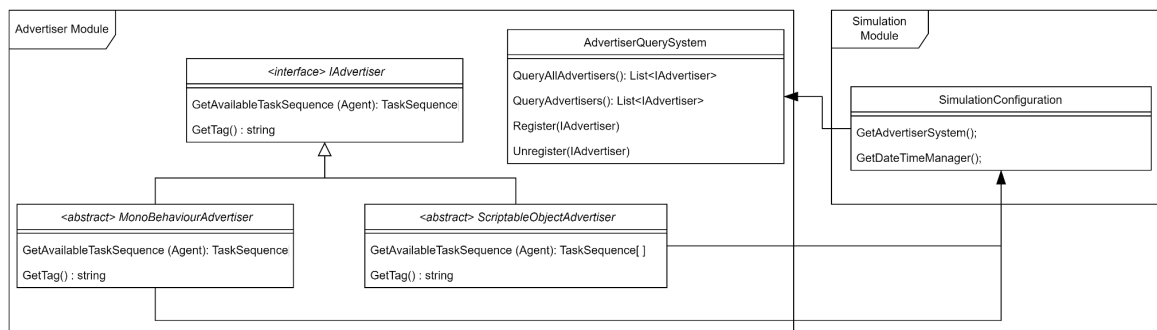 Advertiser Module
<interface> IAdvertiser
GetAvailableTaskSequence (Agent): TaskSequence
GetTag() : string
AdvertiserQuerySystem
QueryAllAdvertisers(): List<IAdvertiser>
QueryAdvertisers(): List<IAdvertiser>
Register(IAdvertiser)
Unregister(IAdvertiser)
<abstract> MonoBehaviourAdvertiser
GetAvailableTaskSequence (Agent): TaskSequence
GetTag() : string
<abstract> ScriptableObjectAdvertiser
GetAvailableTaskSequence (Agent): TaskSequence[ ]
GetTag() : string
Simulation
Module
SimulationConfiguration
GetAdvertiserSystem();
GetDateTimeManager();